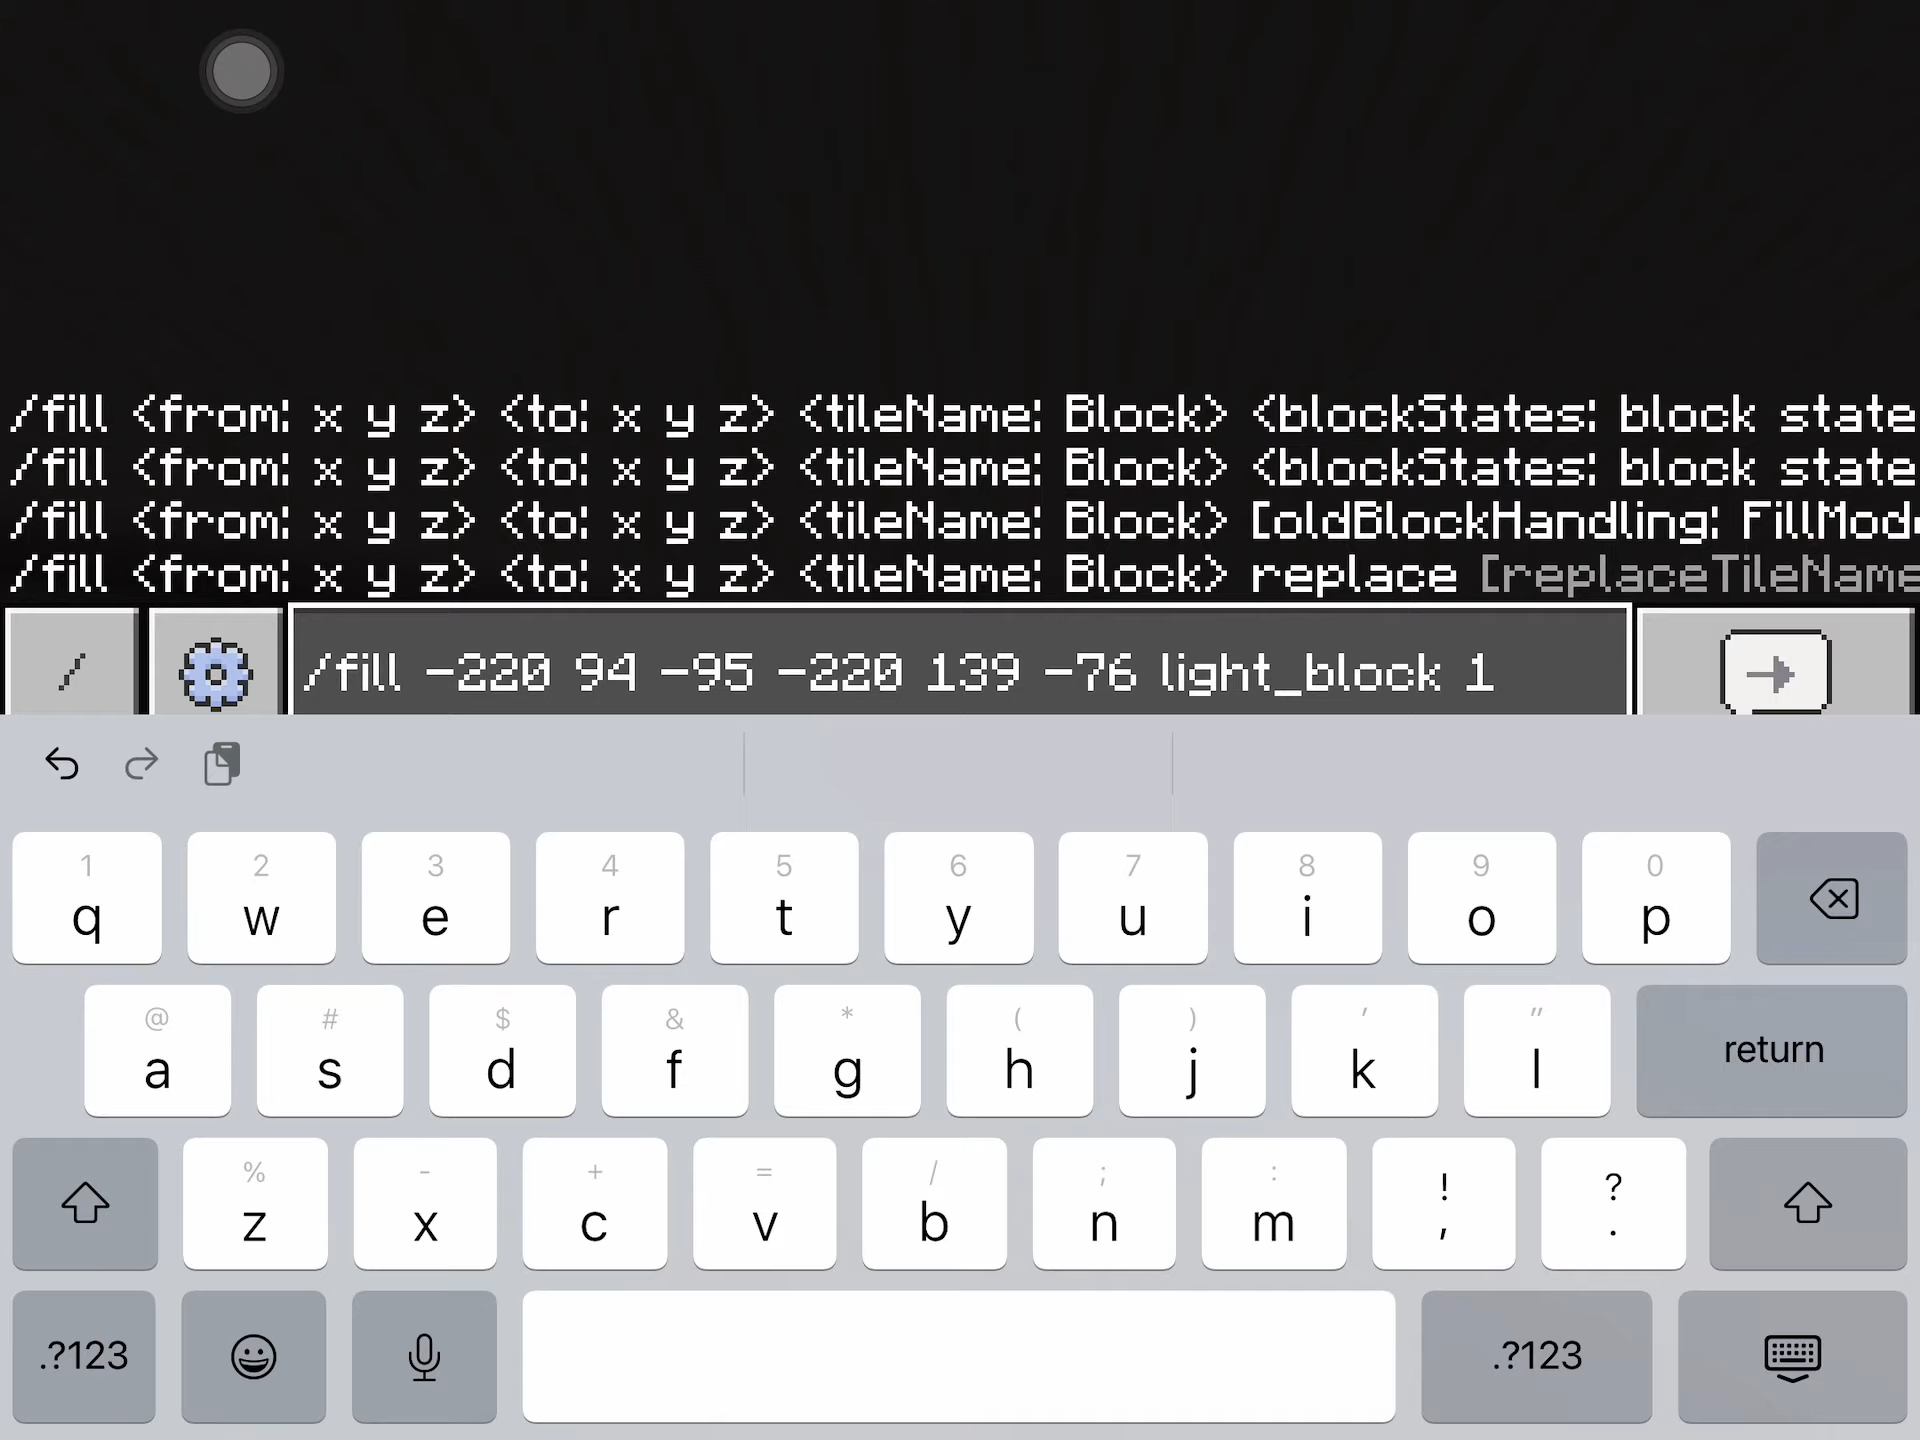 /fill <from: x y z> <to: x y z> <tileName: Block> <blockStates: block state
/fill <from: x y z> <to: x y z> <tileName: Block> <blockStates: block state
/fill <from: x y z> <to: x y z> <tileName: Block> [oldBlockHandling: FillMod
/fill <from: x y z> <to: x y z> <tileName: Block> replace [replaceTileName
/ /fill -220 94 -95 -220 139 -76 light_block 1
1 2 3 4 5 6 7 8 9 0
q w e r t y u i o p
@ # $ & * ( ) ' "
a s d f g h j k l return
% - + = / ; : ! ?
z x c v b n m , .
.?123 .?123